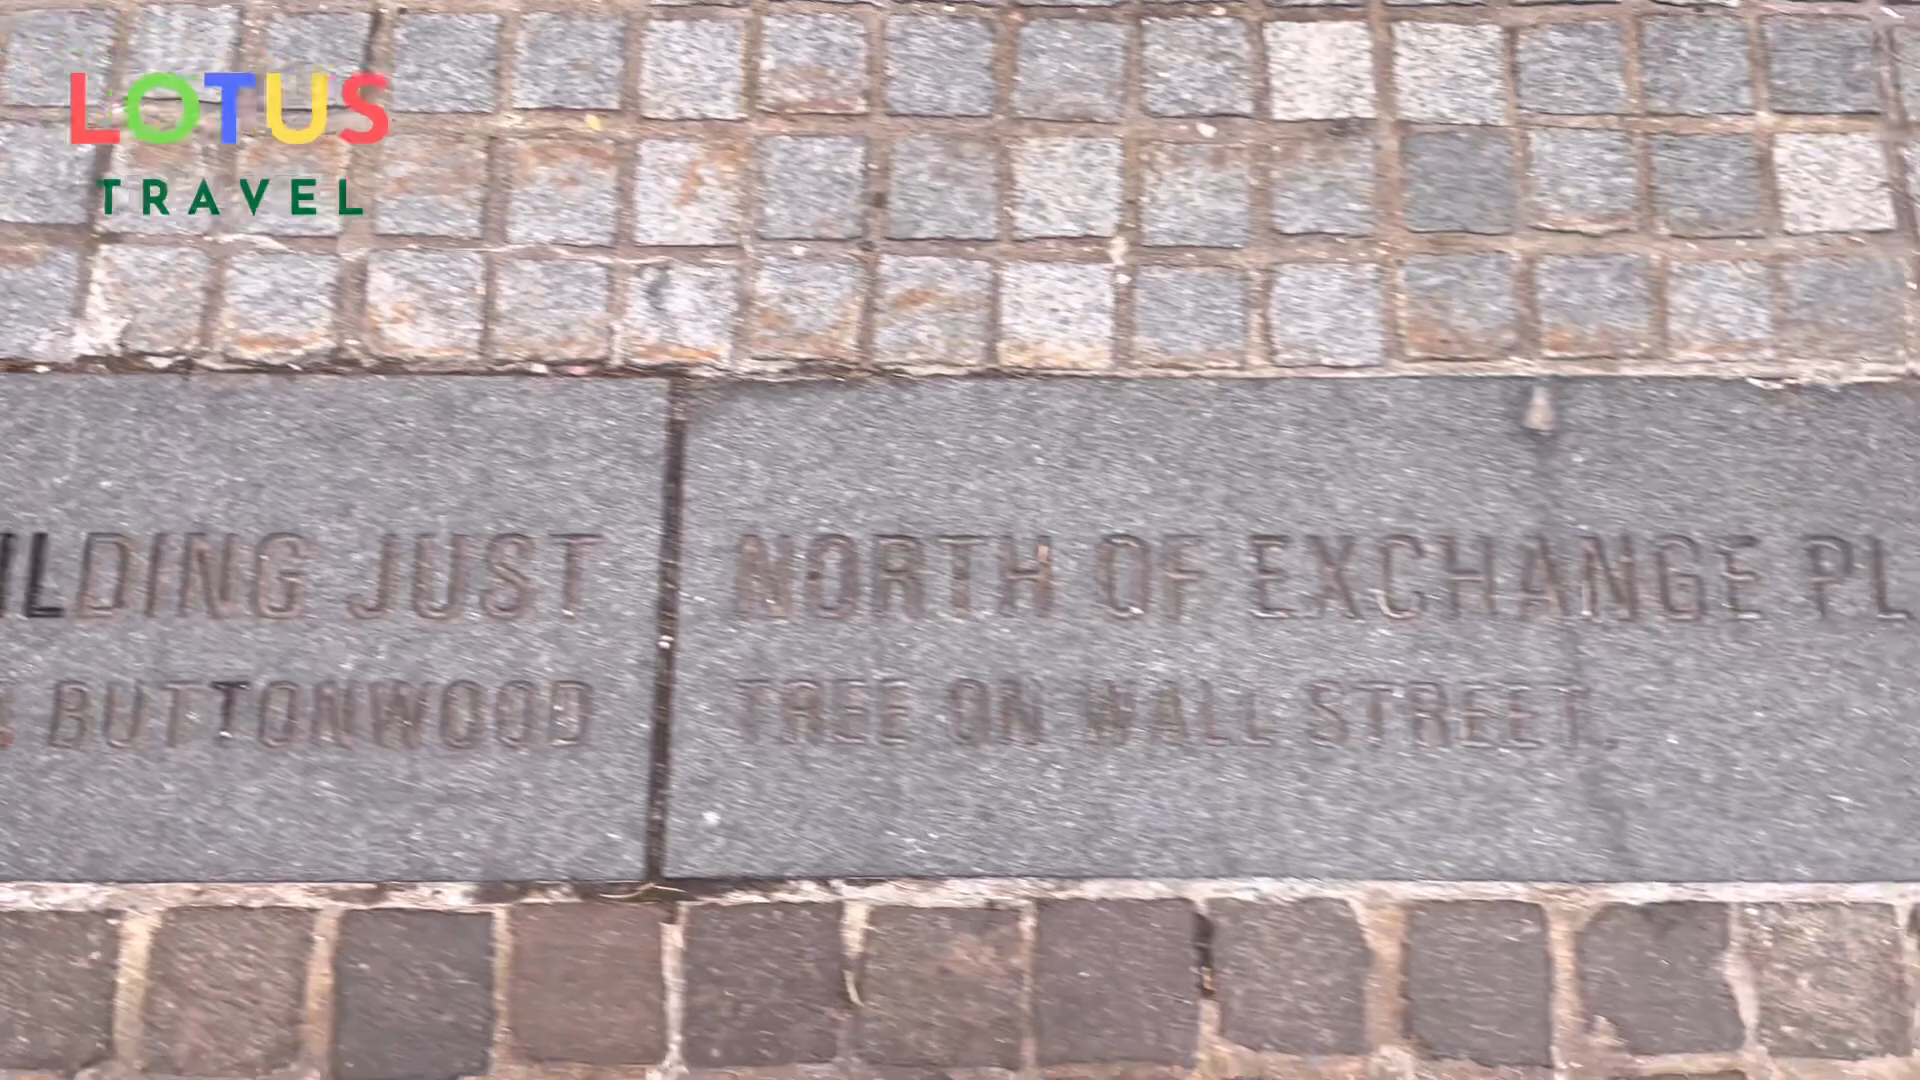 LOTUS
TRAVEL
ILDING JUST NORTH OF EXCHANGE PL
BUTTONWOOD TREE ON WALL STREET.